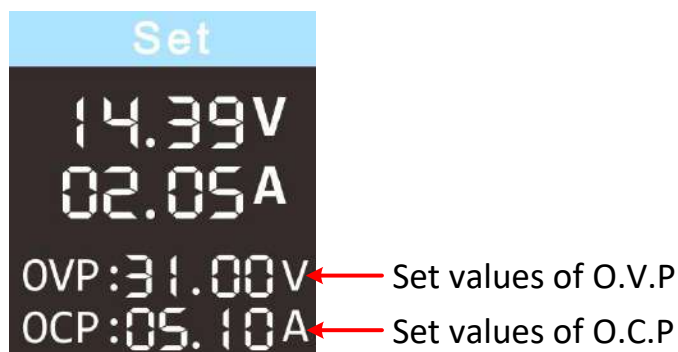 Set
14.39V
02.05A
OVP:31.00V Set values of O.V.P
OCP:05.10A Set values of O.C.P